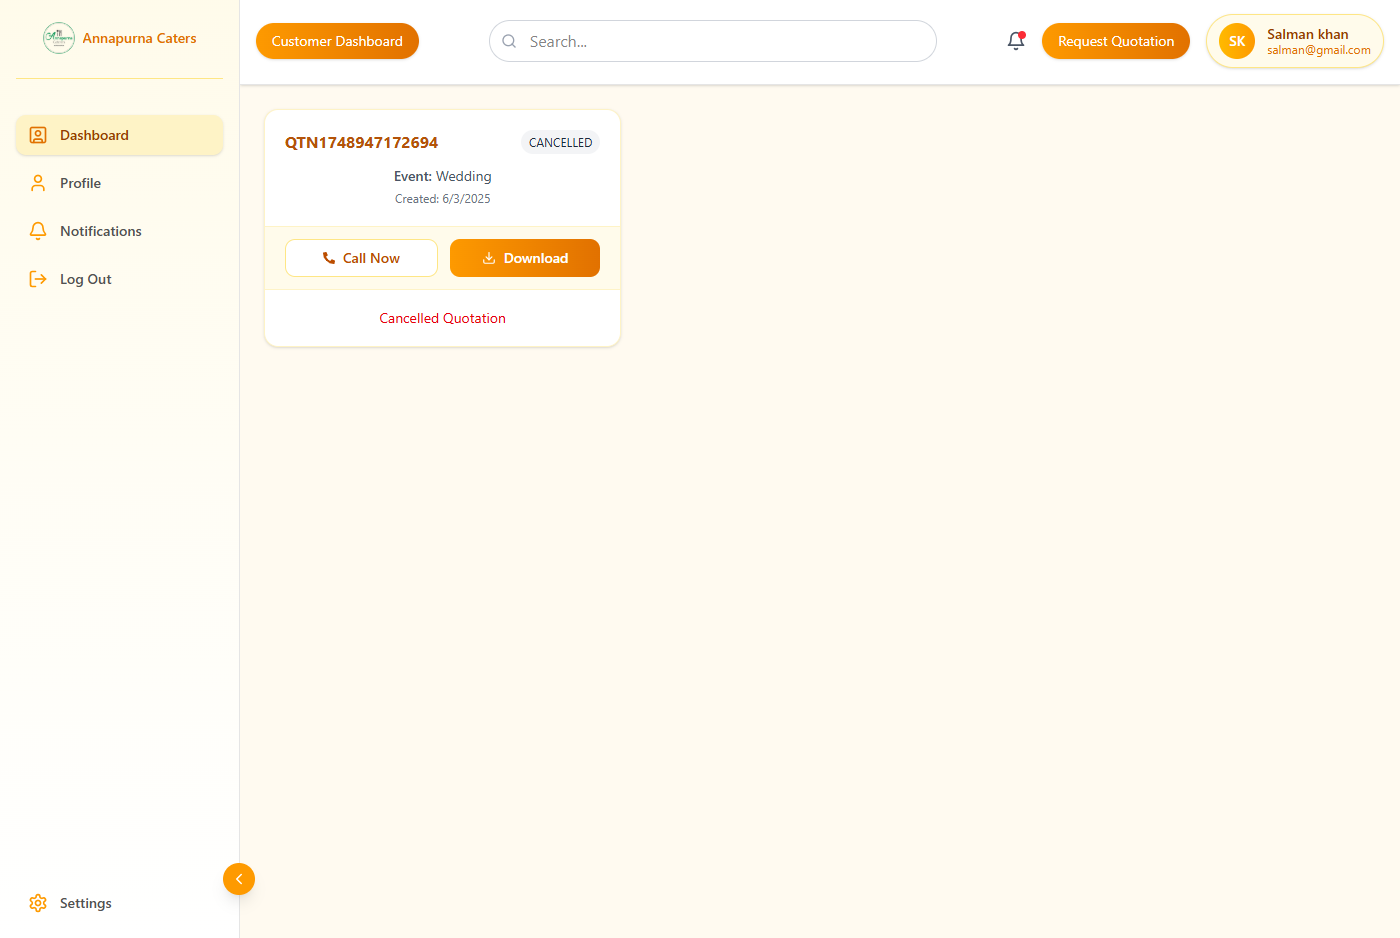 Annapurna Caters
Customer Dashboard
Search...
Request Quotation
SK
Salman khan
salman@gmail.com
Dashboard
Profile
Notifications
Log Out
Settings
QTN1748947172694
CANCELLED
Event: Wedding
Created: 6/3/2025
Call Now
Download
Cancelled Quotation